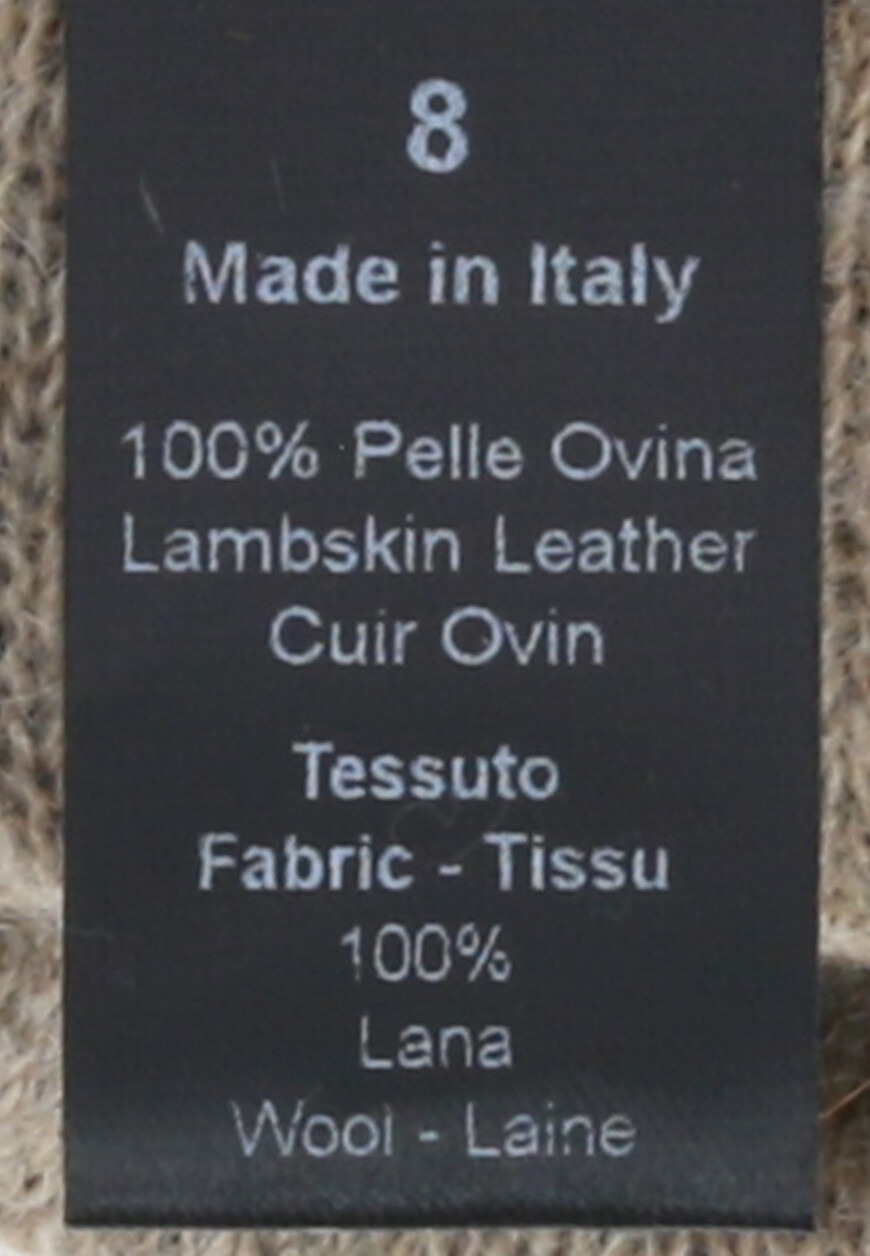 8
Made in Italy
100% Pelle Ovina
Lambskin Leather
Cuir Ovin
Tessuto
Fabric - Tissu
100%
Lana
Wool - Laine